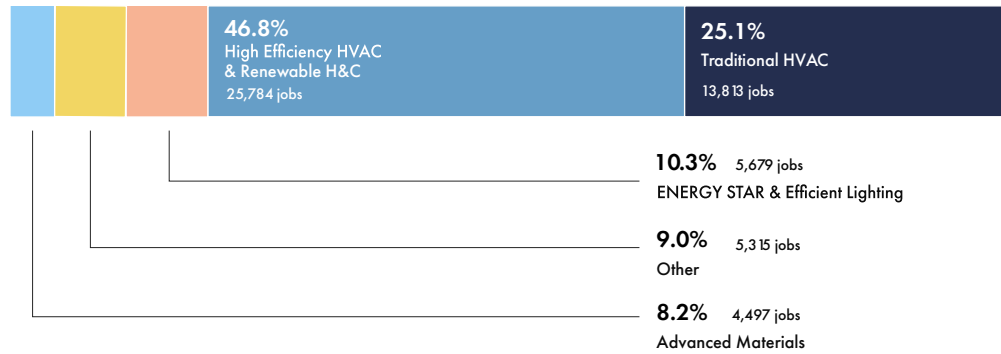 46.8%
High Efficiency HVAC
& Renewable H&C
25,784 jobs
25.1%
Traditional HVAC
13,813 jobs
10.3% 5,679 jobs
ENERGY STAR & Efficient Lighting
9.0% 5,315 jobs
Other
8.2% 4,497 jobs
Advanced Materials